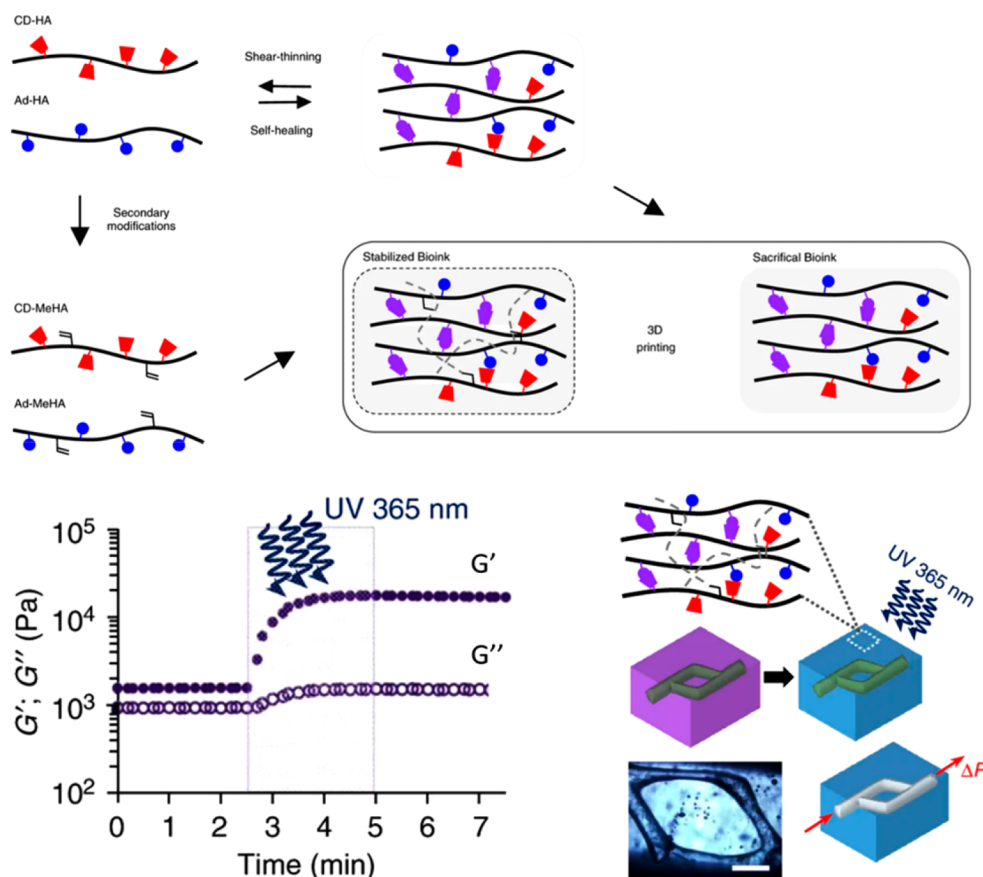 CD-HA
Shear-thinning
Ad-HA
Self-healing
Secondary
modifications
Stabilized Bioink
Sacrifical Bioink
CD-MeHA
3D
printing
Ad-MeHA
UV 365 nm
10⁵
G'
10⁴
G'; G'' (Pa)
G''
10³
10²
0 1 2 3 4 5 6 7
Time (min)
UV 365 nm